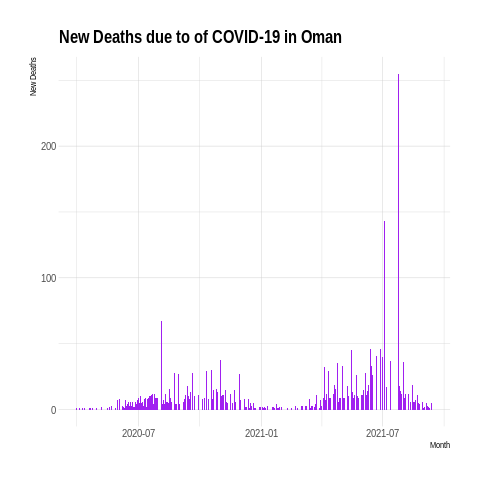 New Deaths due to of COVID-19 in Oman
New Deaths
200
100
0
2020-07
2021-01
2021-07
Month